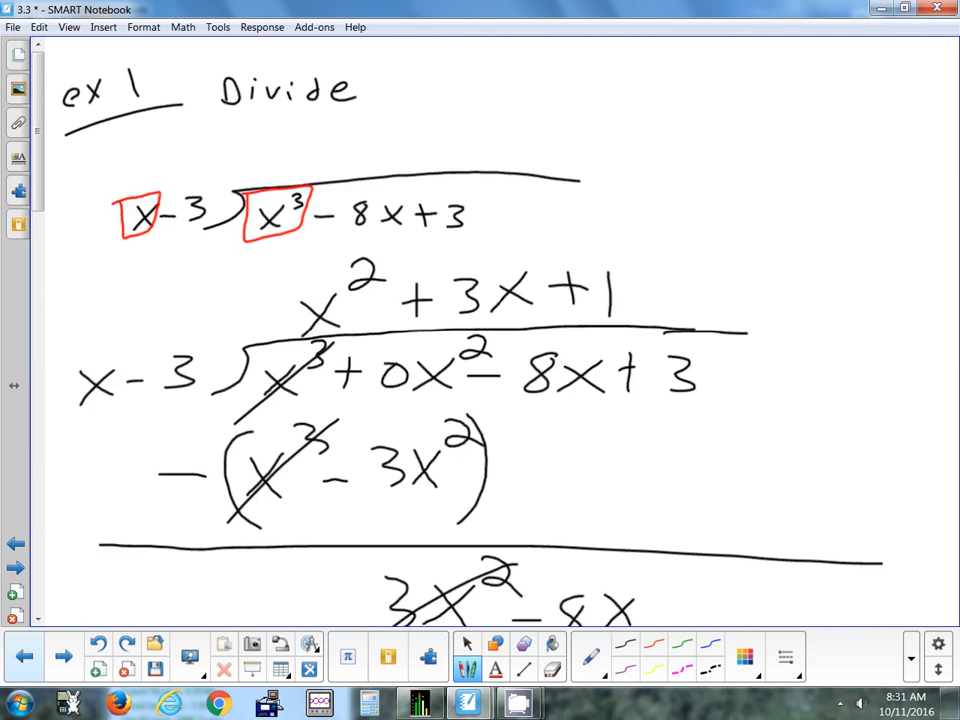 3.3 * - SMART Notebook
File Edit View Insert Format Math Tools Response Add-ons Help
ex 1 Divide
x - 3 x³ - 8x + 3
x² + 3x + 1
x - 3 x³ + 0x² - 8x + 3
- (x³ - 3x²)
3x² - 8x
8:31 AM
10/11/2016